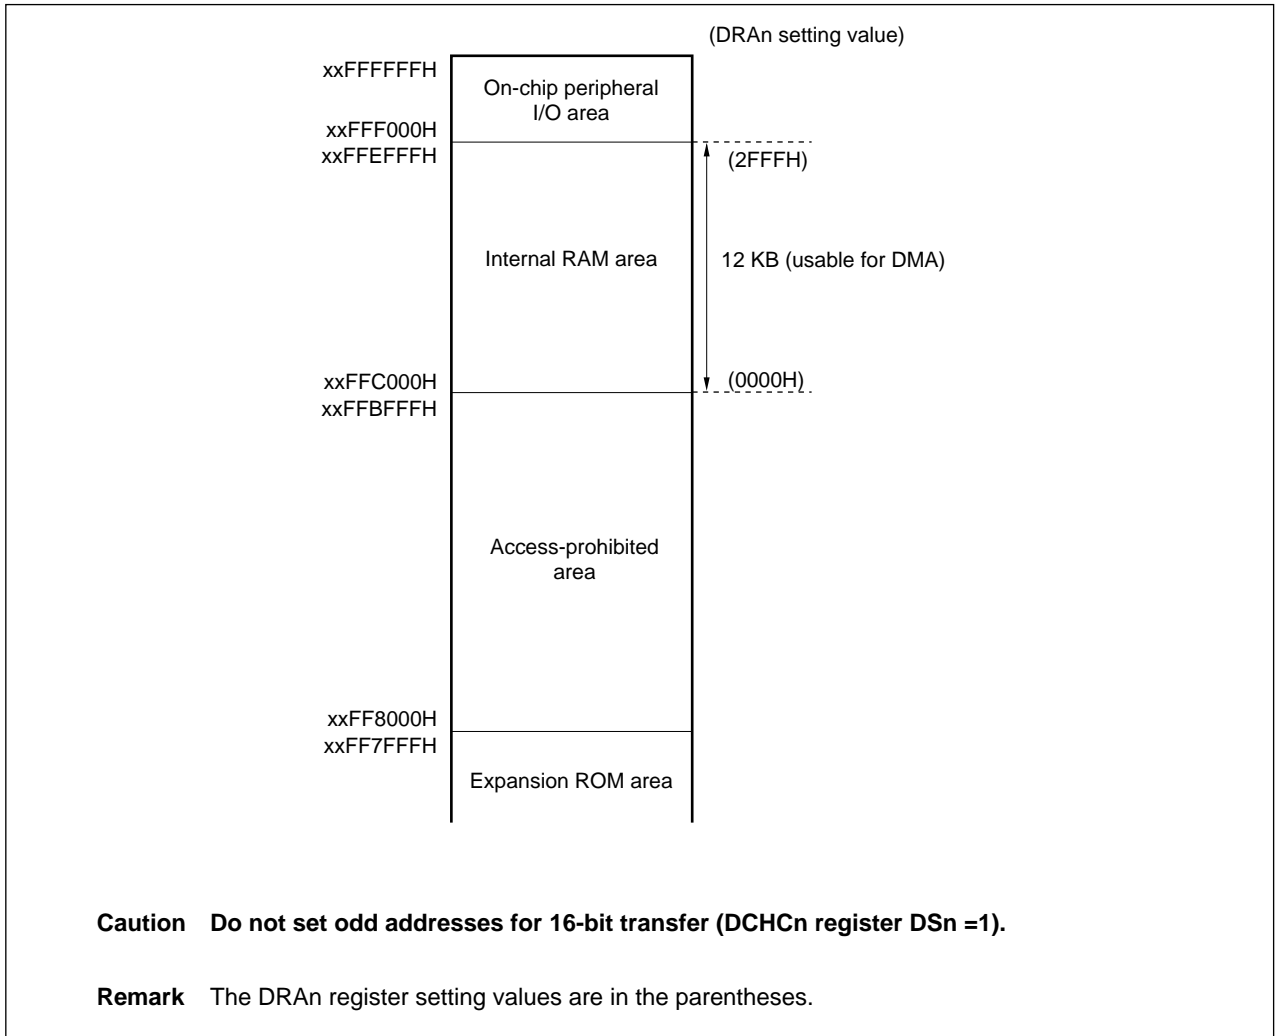 (DRAn setting value)
xxFFFFFFH
On-chip peripheral
I/O area
xxFFF000H
xxFFEFFFH
(2FFFH)
Internal RAM area
12 KB (usable for DMA)
xxFFC000H
(0000H)
xxFFBFFFH
Access-prohibited
area
xxFF8000H
xxFF7FFFH
Expansion ROM area
Caution Do not set odd addresses for 16-bit transfer (DCHCn register DSn =1).
Remark The DRAn register setting values are in the parentheses.